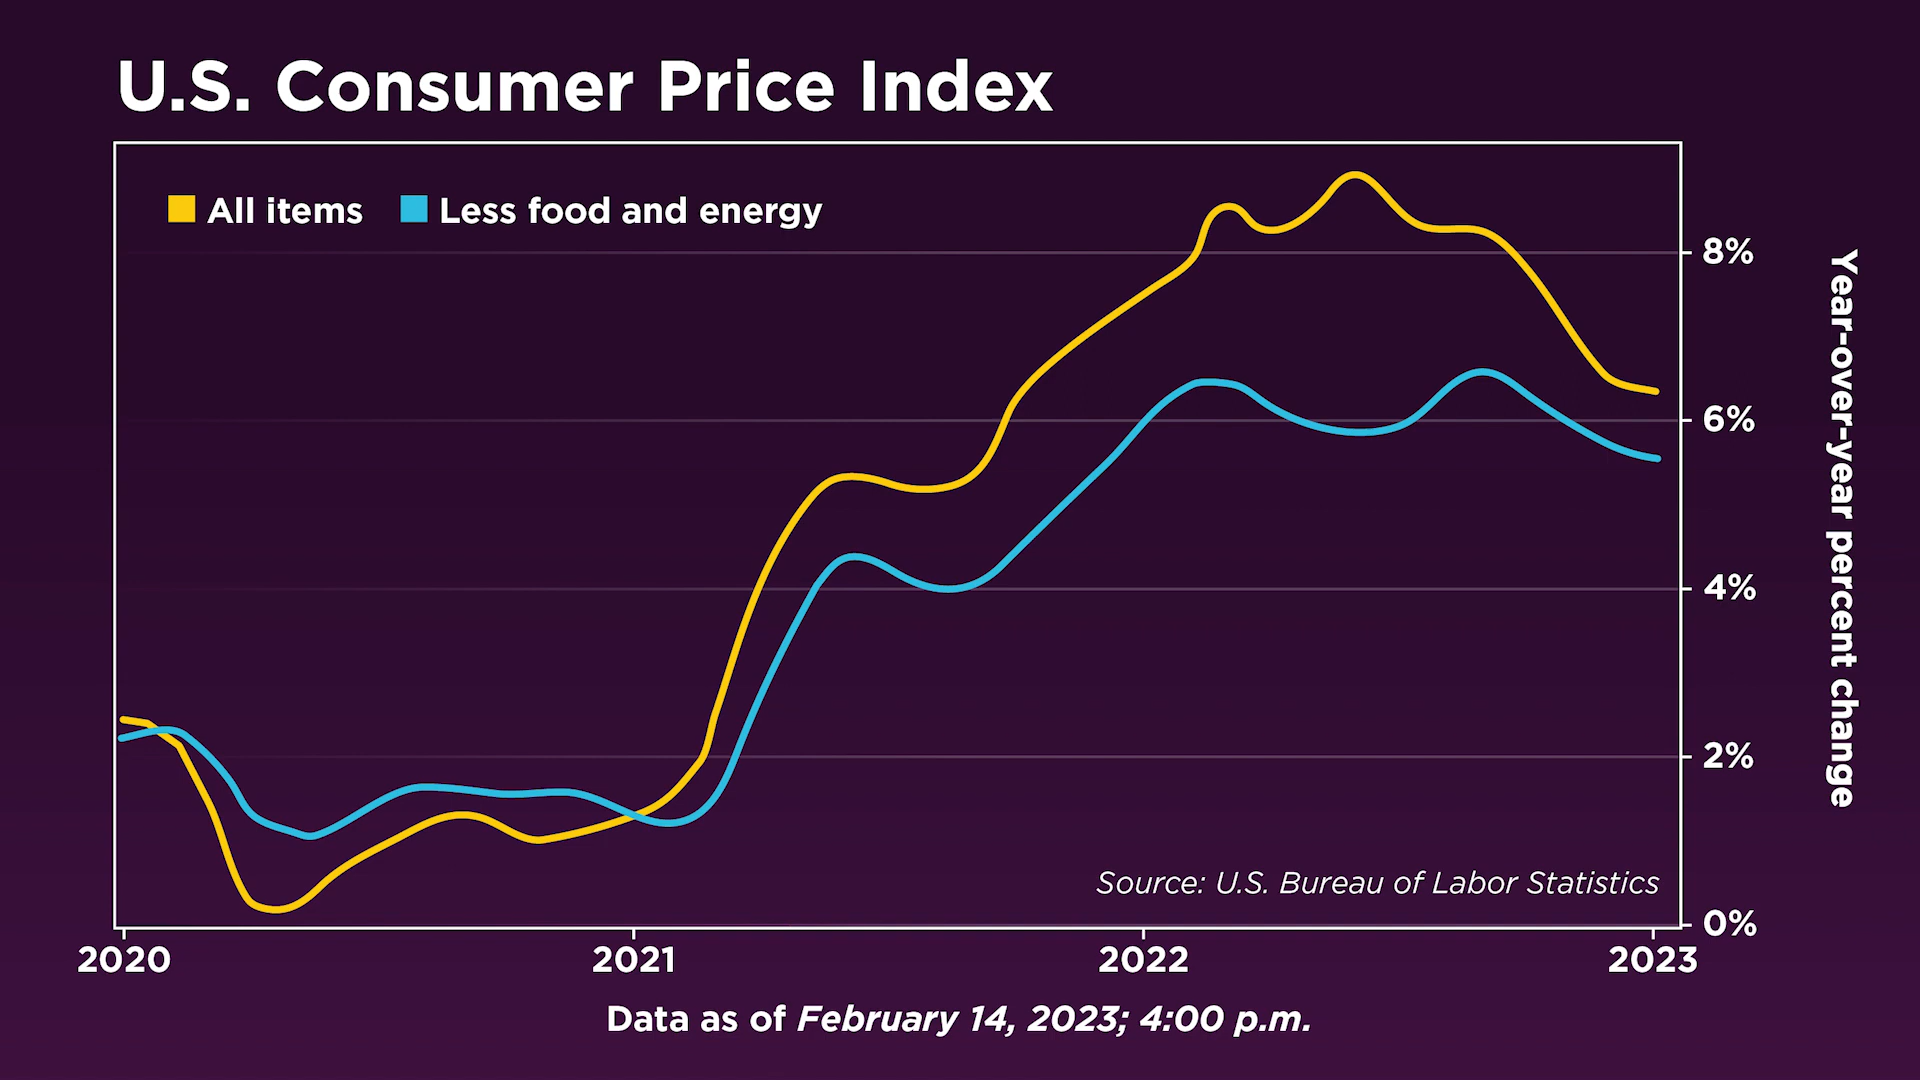 U.S. Consumer Price Index
All items
Less food and energy
8%
6%
4%
2%
0%
Year-over-year percent change
Source: U.S. Bureau of Labor Statistics
2020
2021
2022
2023
Data as of February 14, 2023; 4:00 p.m.